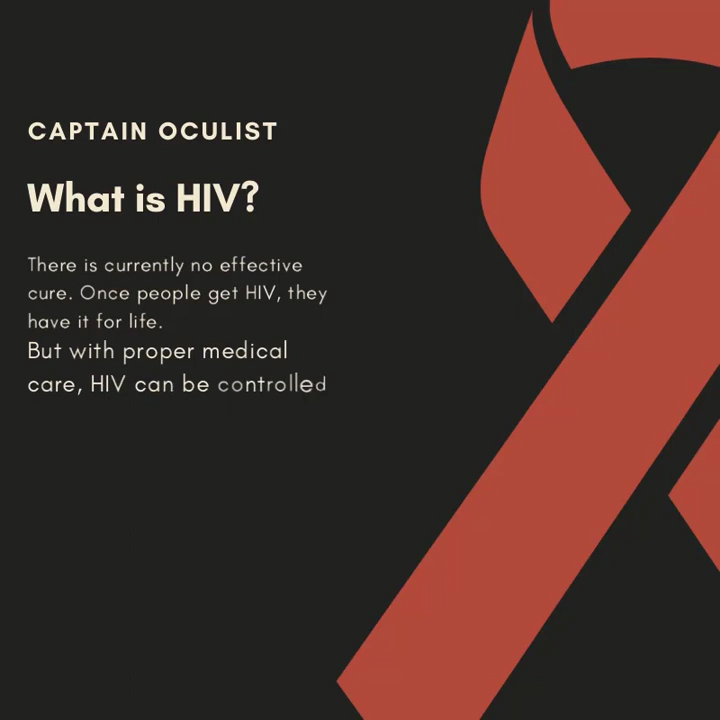 CAPTAIN OCULIST
What is HIV?
There is currently no effective
cure. Once people get HIV, they
have it for life.
But with proper medical
care, HIV can be controlled